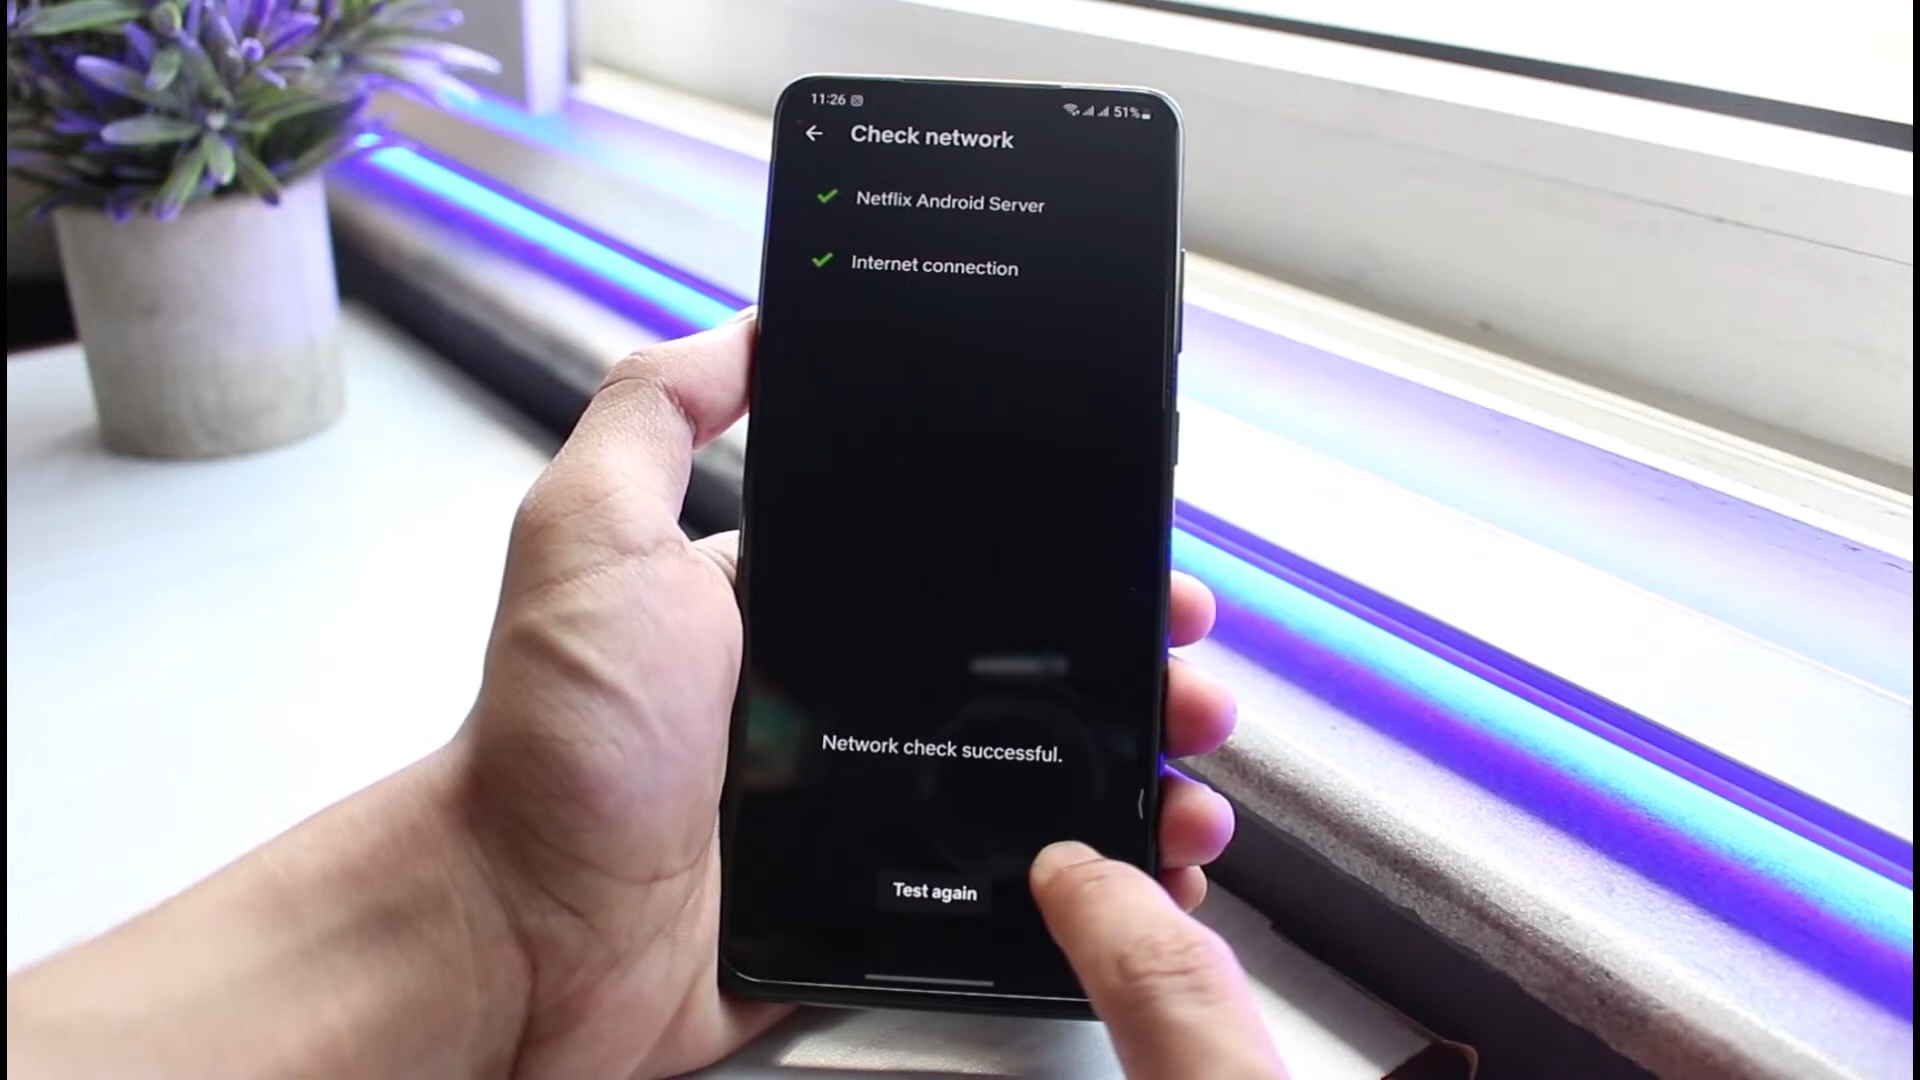 11:26
51%
Check network
Netflix Android Server
Internet connection
Network check successful.
Test again